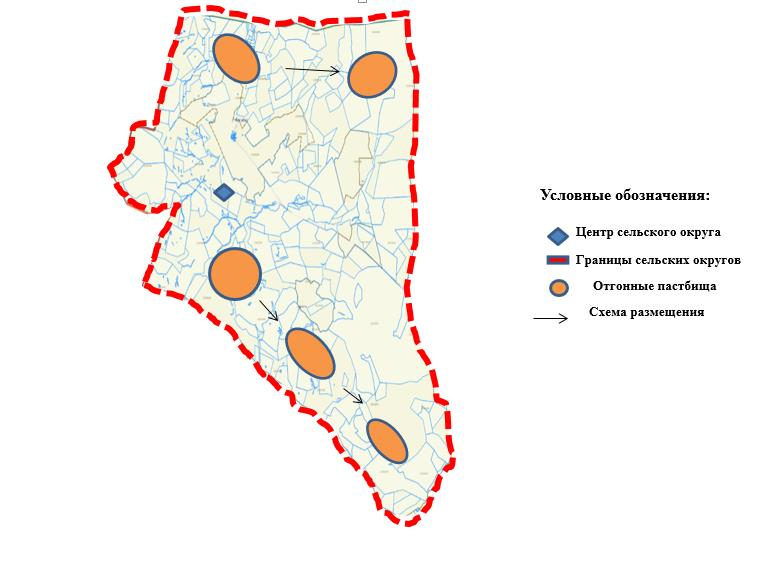 Условные обозначения:
Центр сельского округа
Границы сельских округов
Отгонные пастбища
Схема размещения